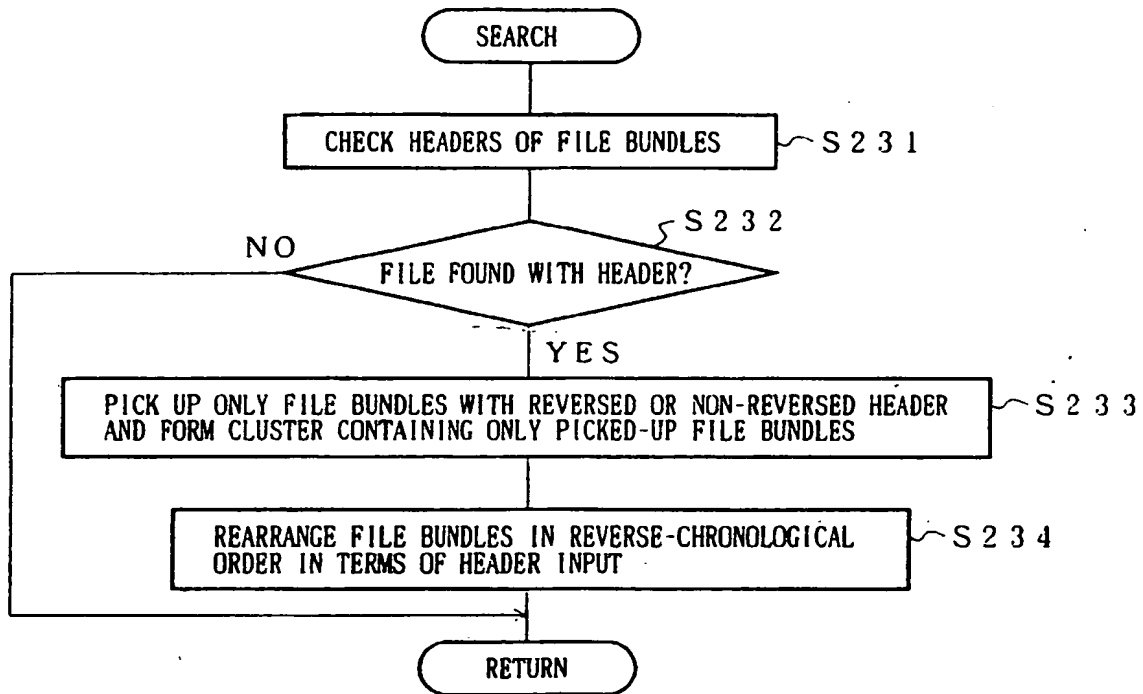 SEARCH
CHECK HEADERS OF FILE BUNDLES
S231
S232
NO
FILE FOUND WITH HEADER?
YES
PICK UP ONLY FILE BUNDLES WITH REVERSED OR NON-REVERSED HEADER
AND FORM CLUSTER CONTAINING ONLY PICKED-UP FILE BUNDLES
S233
REARRANGE FILE BUNDLES IN REVERSE-CHRONOLOGICAL
ORDER IN TERMS OF HEADER INPUT
S234
RETURN